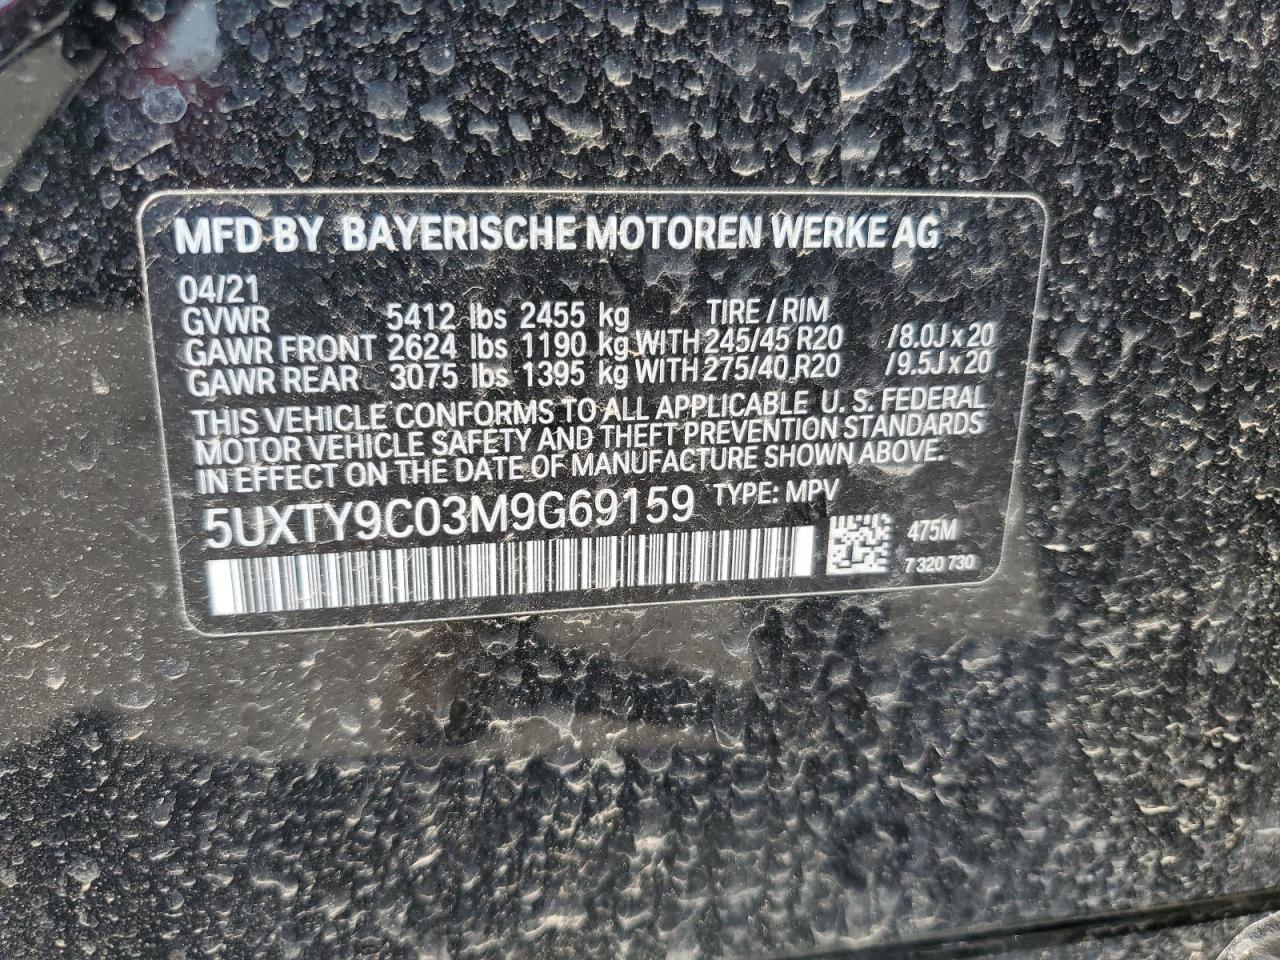 MFD BY BAYERISCHE MOTOREN WERKE AG
04/21
GVWR 5412 lbs 2455 kg TIRE / RIM
GAWR FRONT 2624 lbs 1190 kg WITH 245/45 R20 /8.0J x 20
GAWR REAR 3075 lbs 1395 kg WITH 275/40 R20 /9.5J x 20
THIS VEHICLE CONFORMS TO ALL APPLICABLE U. S. FEDERAL
MOTOR VEHICLE SAFETY AND THEFT PREVENTION STANDARDS
IN EFFECT ON THE DATE OF MANUFACTURE SHOWN ABOVE.
5UXTY9C03M9G69159 TYPE: MPV
475M
7 320 730